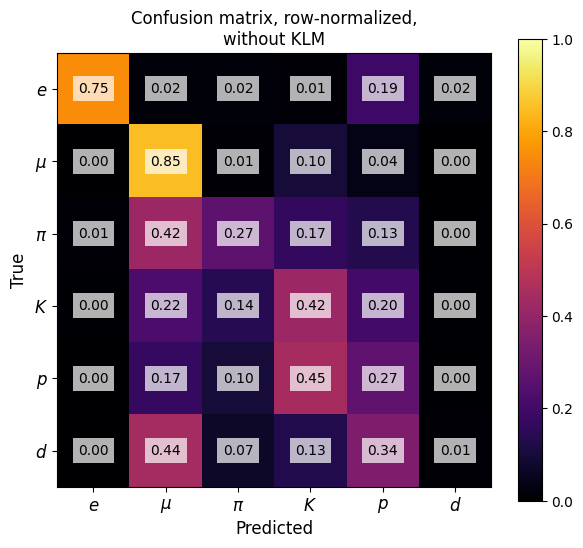 Confusion matrix, row-normalized,
without KLM
True
e 0.75 0.02 0.02 0.01 0.19 0.02
μ 0.00 0.85 0.01 0.10 0.04 0.00
π 0.01 0.42 0.27 0.17 0.13 0.00
K 0.00 0.22 0.14 0.42 0.20 0.00
p 0.00 0.17 0.10 0.45 0.27 0.00
d 0.00 0.44 0.07 0.13 0.34 0.01
e μ π K p d
Predicted
1.0
0.8
0.6
0.4
0.2
0.0